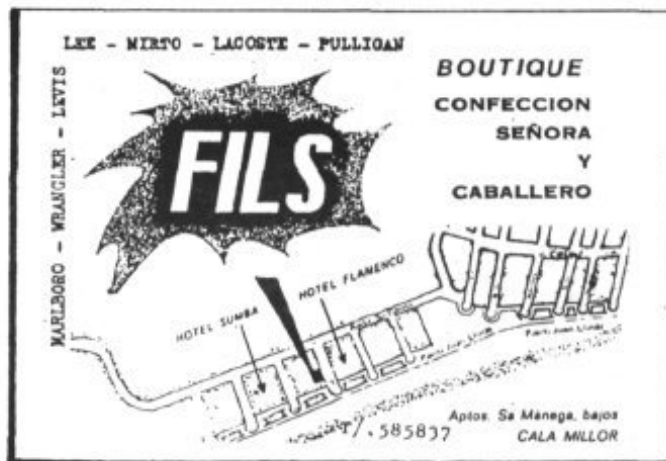 LEE - MIRTO - LACOSTE - PULLIGAN
MARLBORO - WRANGLER - LEVIS
FILS
BOUTIQUE
CONFECCION
SEÑORA
Y
CABALLERO
HOTEL SUMBA
HOTEL FLAMENCO
T/.585837
Aptos. Sa Mánega, bajos
CALA MILLOR